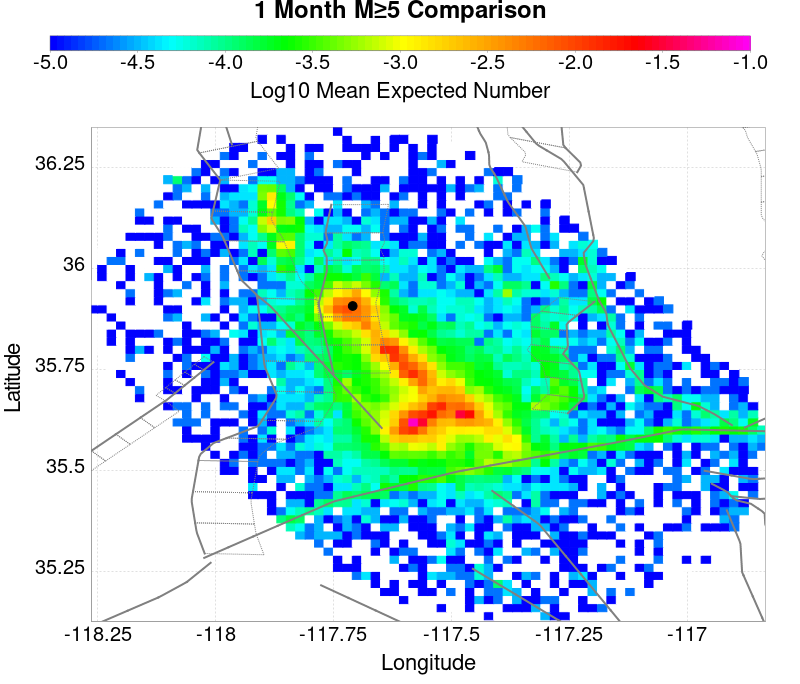 1 Month M≥5 Comparison
-5.0 -4.5 -4.0 -3.5 -3.0 -2.5 -2.0 -1.5 -1.0
Log10 Mean Expected Number
36.25
36
35.75
35.5
35.25
Latitude
-118.25 -118 -117.75 -117.5 -117.25 -117
Longitude